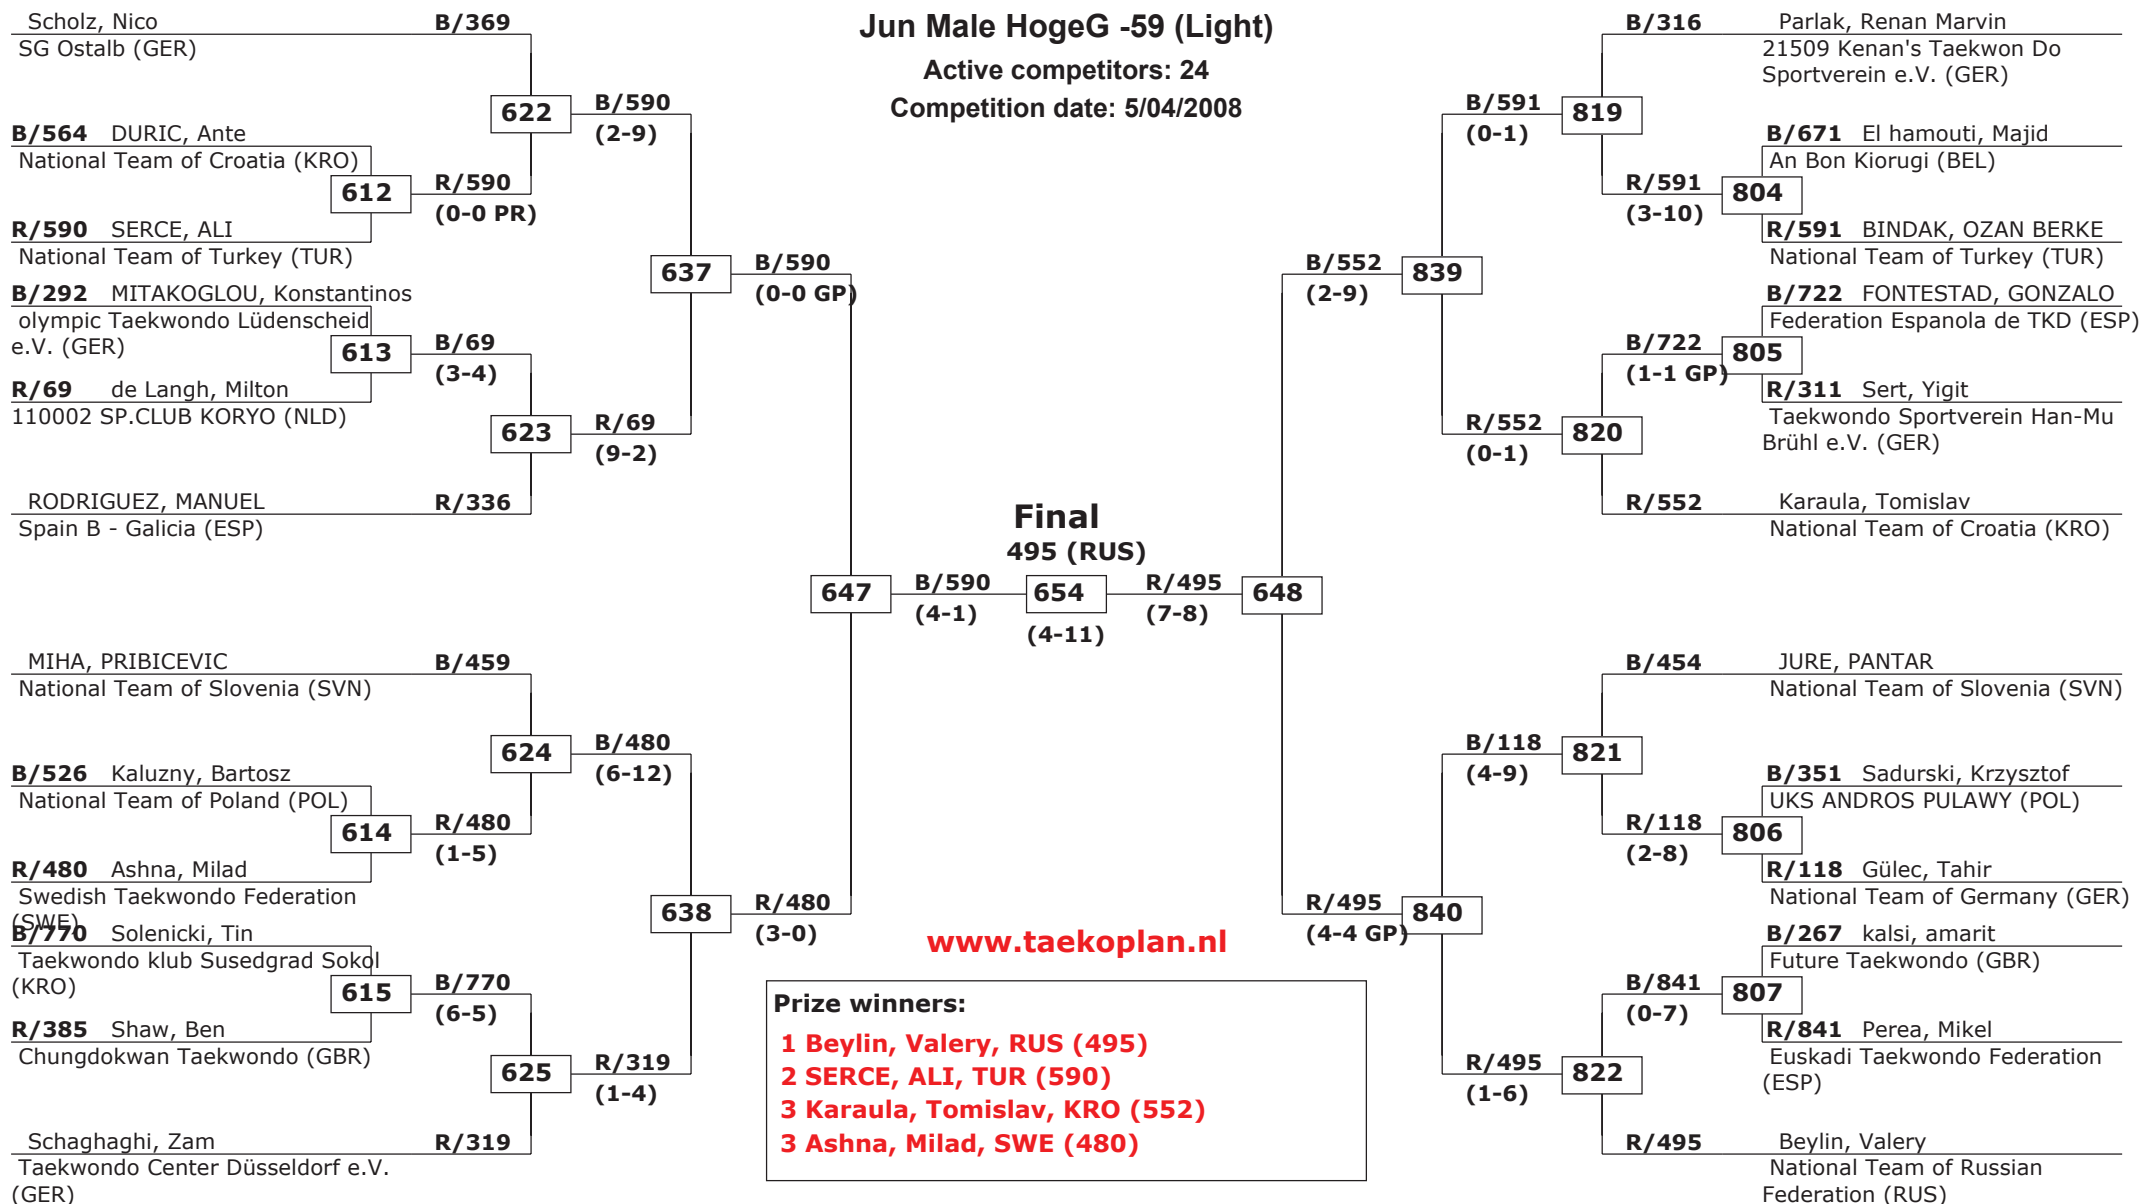 Jun Male HogeG -59 (Light)
Active competitors: 24
Competition date: 5/04/2008
Scholz, Nico B/369
SG Ostalb (GER)
622
B/590
(2-9)
B/564 DURIC, Ante
National Team of Croatia (KRO)
612
R/590
(0-0 PR)
R/590 SERCE, ALI
National Team of Turkey (TUR)
637
B/590
(0-0 GP)
B/292 MITAKOGLOU, Konstantinos
olympic Taekwondo Lüdenscheid
e.V. (GER)
613
B/69
(3-4)
R/69 de Langh, Milton
110002 SP.CLUB KORYO (NLD)
623
R/69
(9-2)
RODRIGUEZ, MANUEL R/336
Spain B - Galicia (ESP)
647
B/590
(4-1)
MIHA, PRIBICEVIC B/459
National Team of Slovenia (SVN)
624
B/480
(6-12)
B/526 Kaluzny, Bartosz
National Team of Poland (POL)
614
R/480
(1-5)
R/480 Ashna, Milad
Swedish Taekwondo Federation
(SWE)
638
R/480
(3-0)
B/770 Solenicki, Tin
Taekwondo klub Susedgrad Sokol
(KRO)
615
B/770
(6-5)
R/385 Shaw, Ben
Chungdokwan Taekwondo (GBR)
625
R/319
(1-4)
Schaghaghi, Zam R/319
Taekwondo Center Düsseldorf e.V.
(GER)
Final
495 (RUS)
654
(4-11)
R/495
(7-8)
648
B/316 Parlak, Renan Marvin
21509 Kenan's Taekwon Do
Sportverein e.V. (GER)
B/591
(0-1)
819
B/671 El hamouti, Majid
An Bon Kiorugi (BEL)
R/591
(3-10)
804
R/591 BINDAK, OZAN BERKE
National Team of Turkey (TUR)
B/552
(2-9)
839
B/722 FONTESTAD, GONZALO
Federation Espanola de TKD (ESP)
B/722
(1-1 GP)
805
R/311 Sert, Yigit
Taekwondo Sportverein Han-Mu
Brühl e.V. (GER)
R/552
(0-1)
820
R/552 Karaula, Tomislav
National Team of Croatia (KRO)
B/454 JURE, PANTAR
National Team of Slovenia (SVN)
B/118
(4-9)
821
B/351 Sadurski, Krzysztof
UKS ANDROS PULAWY (POL)
R/118
(2-8)
806
R/118 Gülec, Tahir
National Team of Germany (GER)
R/495
(4-4 GP)
840
B/267 kalsi, amarit
Future Taekwondo (GBR)
B/841
(0-7)
807
R/841 Perea, Mikel
Euskadi Taekwondo Federation
(ESP)
R/495
(1-6)
822
R/495 Beylin, Valery
National Team of Russian
Federation (RUS)
www.taekoplan.nl
Prize winners:
1 Beylin, Valery, RUS (495)
2 SERCE, ALI, TUR (590)
3 Karaula, Tomislav, KRO (552)
3 Ashna, Milad, SWE (480)